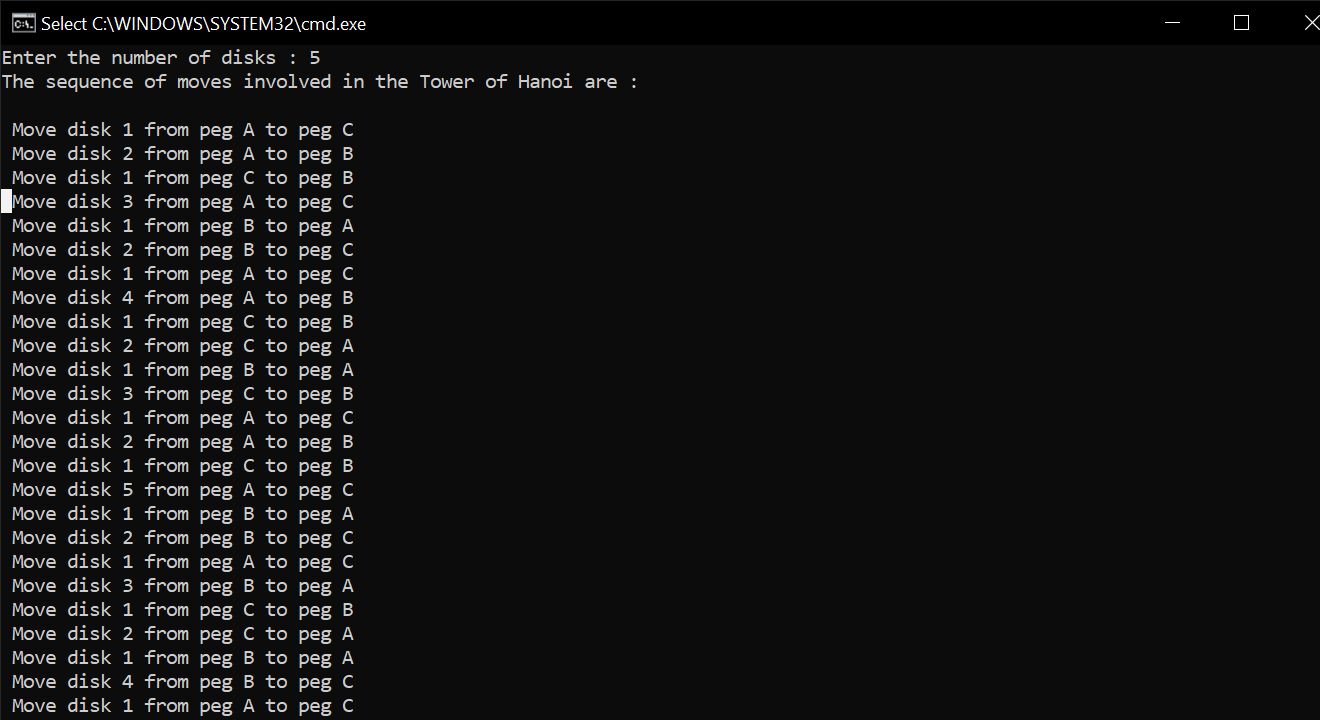 Select C:\WINDOWS\SYSTEM32\cmd.exe
Enter the number of disks : 5
The sequence of moves involved in the Tower of Hanoi are :
Move disk 1 from peg A to peg C
Move disk 2 from peg A to peg B
Move disk 1 from peg C to peg B
Move disk 3 from peg A to peg C
Move disk 1 from peg B to peg A
Move disk 2 from peg B to peg C
Move disk 1 from peg A to peg C
Move disk 4 from peg A to peg B
Move disk 1 from peg C to peg B
Move disk 2 from peg C to peg A
Move disk 1 from peg B to peg A
Move disk 3 from peg C to peg B
Move disk 1 from peg A to peg C
Move disk 2 from peg A to peg B
Move disk 1 from peg C to peg B
Move disk 5 from peg A to peg C
Move disk 1 from peg B to peg A
Move disk 2 from peg B to peg C
Move disk 1 from peg A to peg C
Move disk 3 from peg B to peg A
Move disk 1 from peg C to peg B
Move disk 2 from peg C to peg A
Move disk 1 from peg B to peg A
Move disk 4 from peg B to peg C
Move disk 1 from peg A to peg C